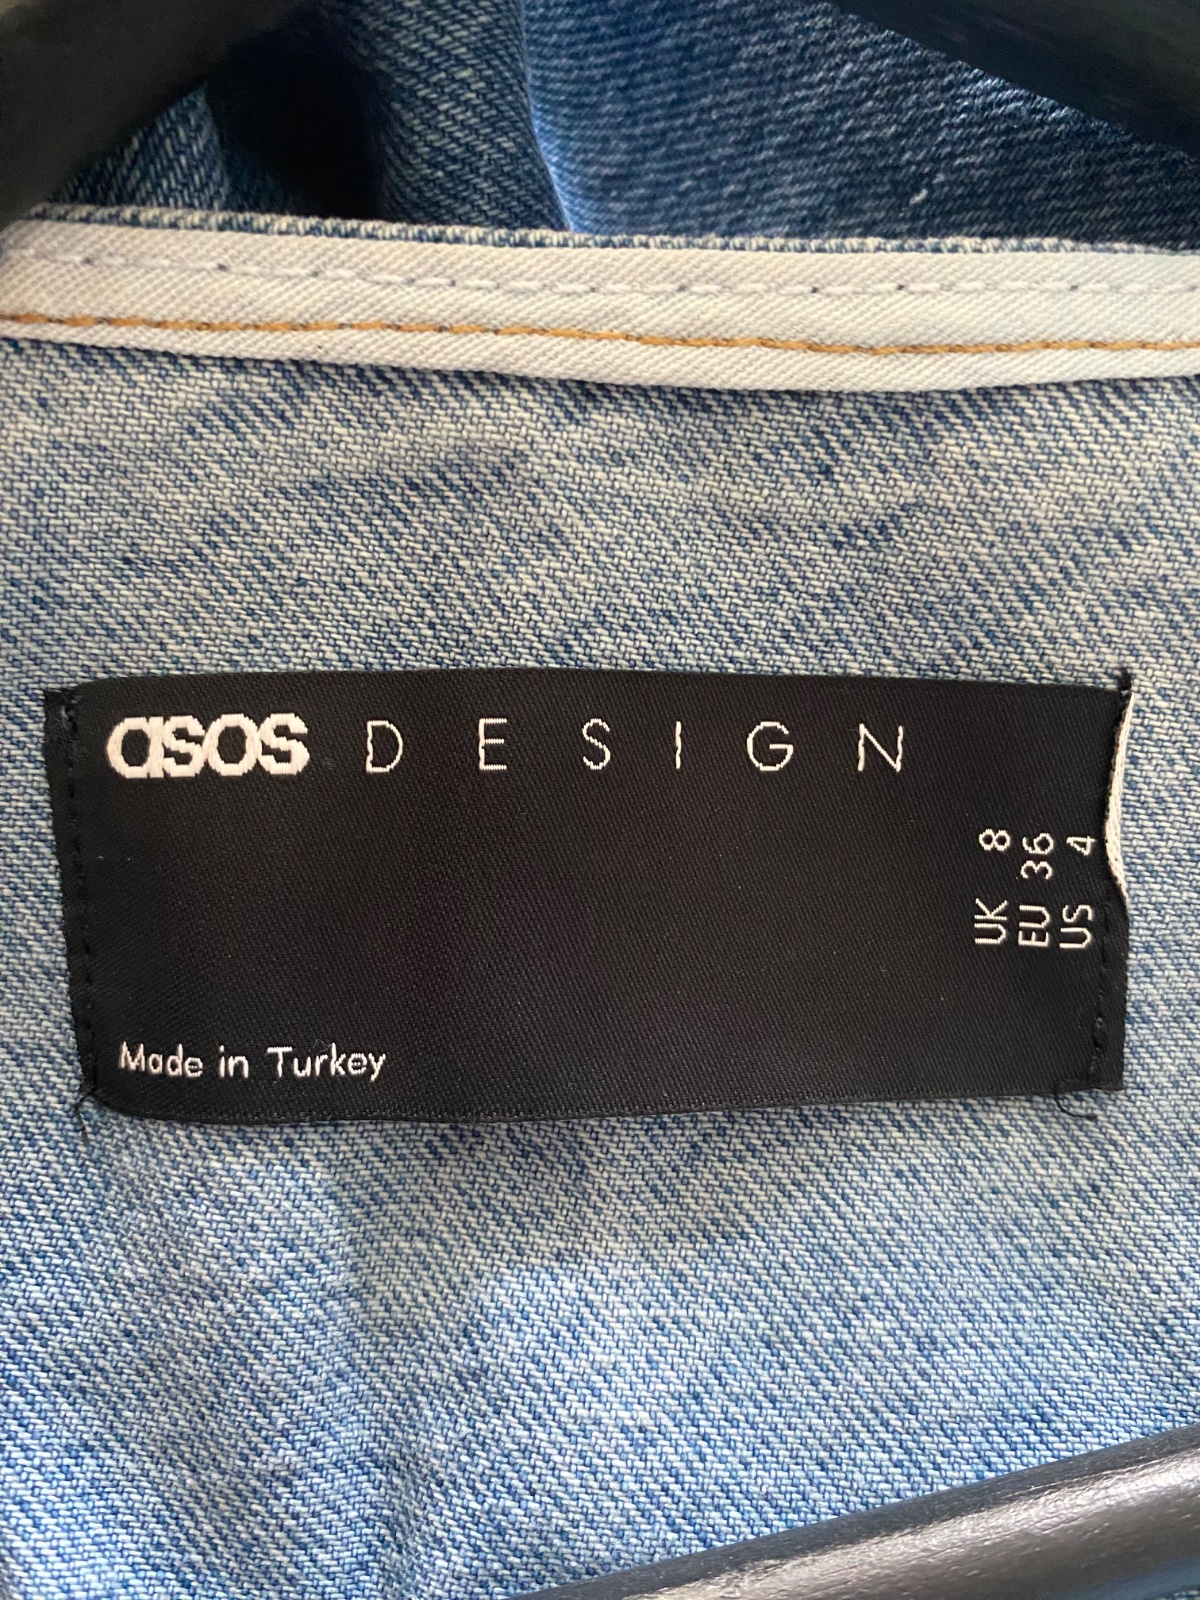 asos DESIGN
UK 8
EU 36
US 4
Made in Turkey